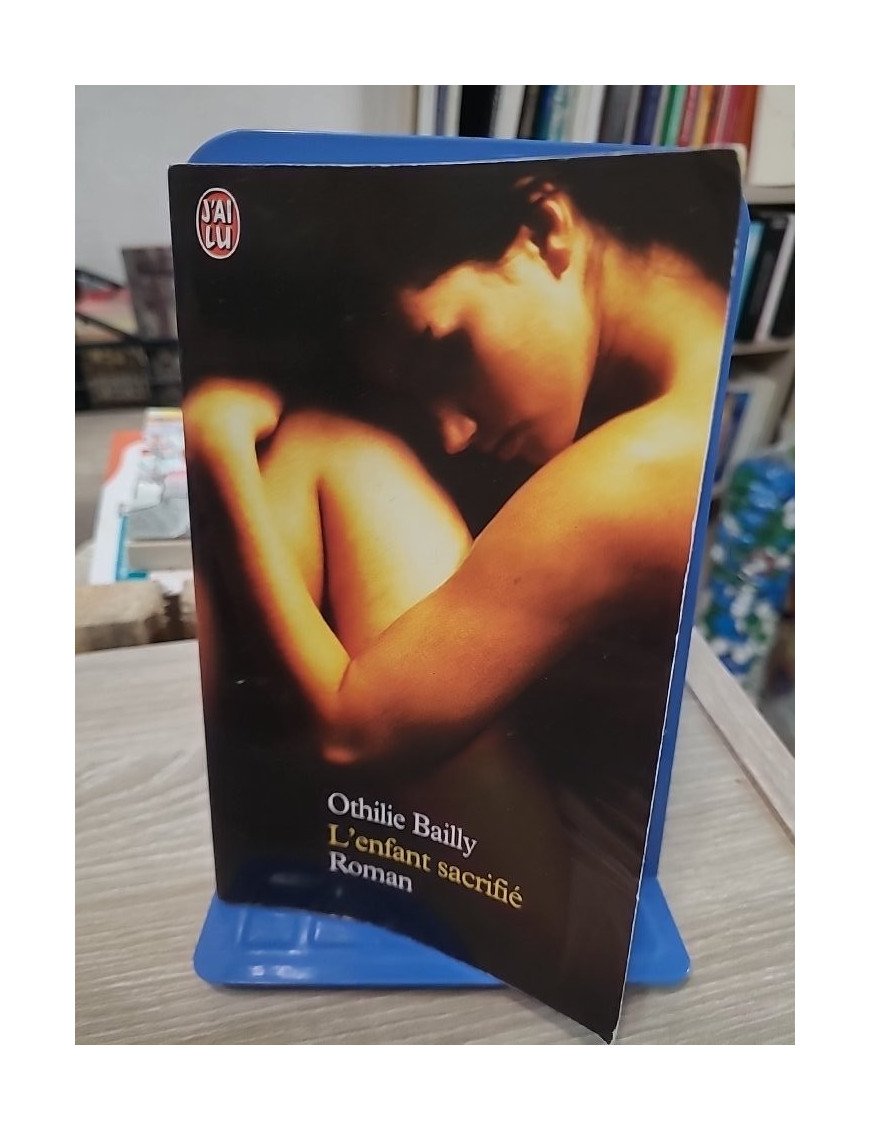 J'AI
LU
Othilie Bailly
L'enfant sacrifié
Roman